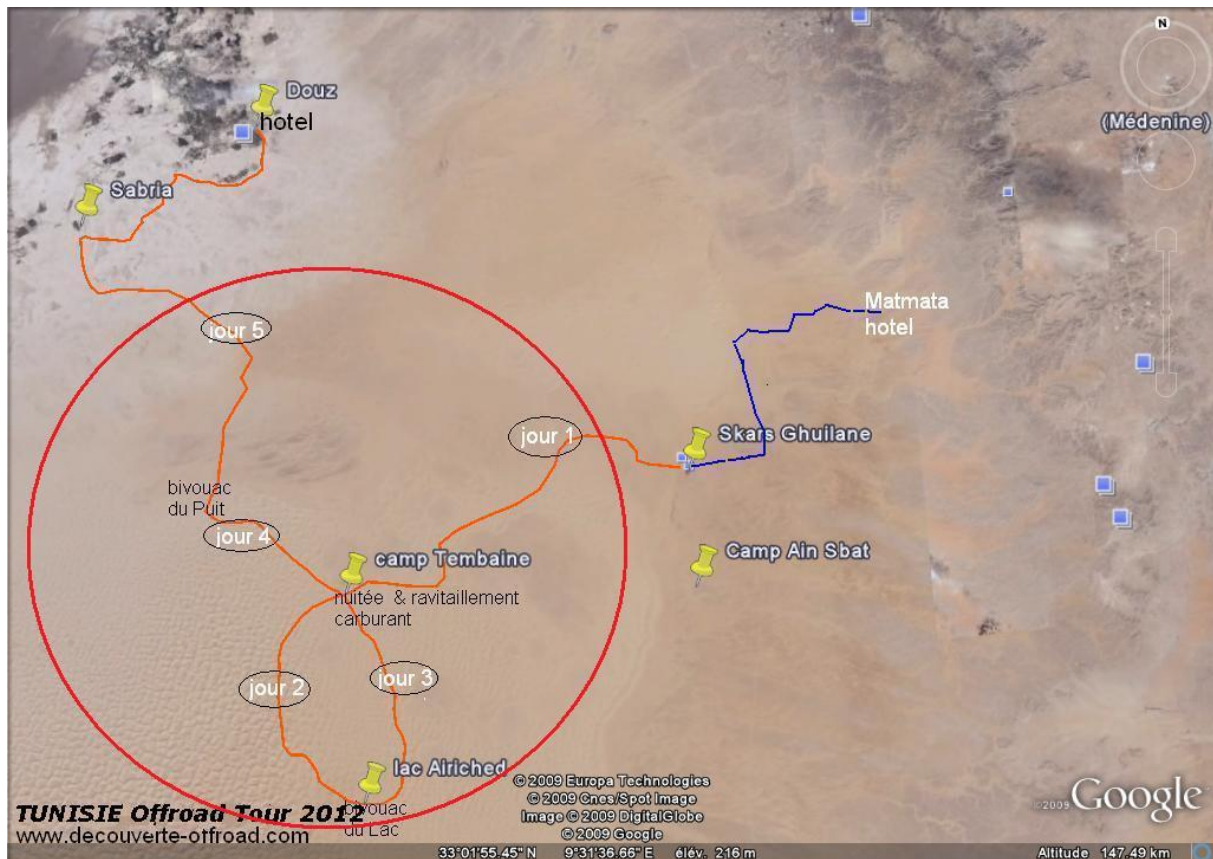 N
Douz
hotel
(Médenine)
Sabria
Matmata
hotel
jour 5
jour 1
Skars Ghuilane
bivouac
du Puit
jour 4
camp Tembaine
Camp Ain Sbat
nuitée & ravitaillement
carburant
jour 2
jour 3
lac Airiched
bivouac
du Lac
TUNISIE Offroad Tour 2012
www.decouverte-offroad.com
© 2009 Europa Technologies
© 2009 Cnes/Spot Image
Image © 2009 DigitalGlobe
© 2009 Google
©2009 Google
33°01'55.45" N 9°31'36.66" E élév. 216 m
Altitude 147.49 km